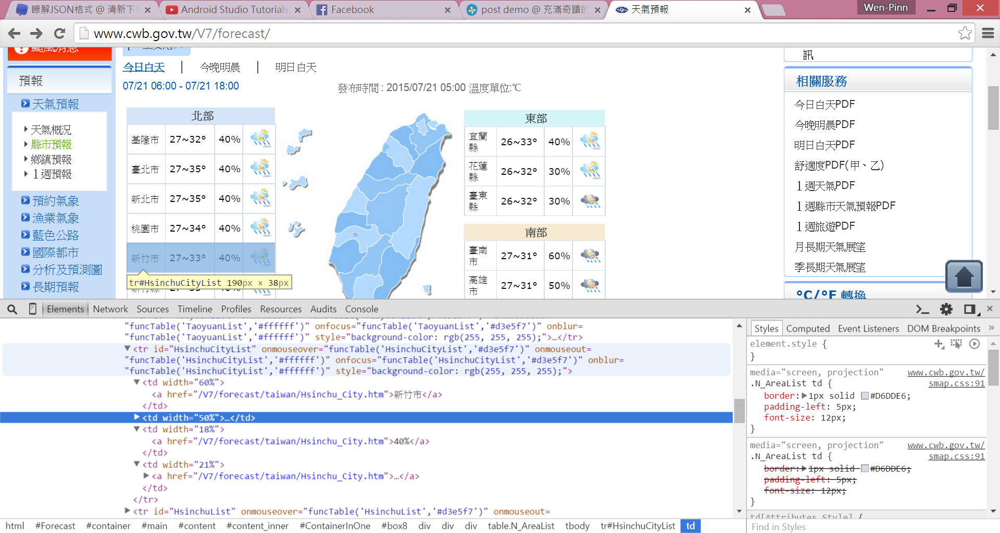 瞭解JSON格式 @ 清新下午
Android Studio Tutorials
Facebook
post demo @ 充滿奇蹟的
天氣預報
Wen-Pinn
www.cwb.gov.tw/V7/forecast/
颱風消息
預報
天氣預報
天氣概況
縣市預報
鄉鎮預報
1週預報
預約氣象
漁業氣象
藍色公路
國際都市
分析及預測圖
長期預報
今日白天 | 今晚明晨 | 明日白天
07/21 06:00 - 07/21 18:00
發布時間 : 2015/07/21 05:00 溫度單位:℃
北部
基隆市 27~32° 40%
臺北市 27~35° 40%
新北市 27~35° 40%
桃園市 27~34° 40%
新竹市 27~33° 40%
tr#HsinchuCityList 190px × 38px
東部
宜蘭縣 26~33° 40%
花蓮縣 26~32° 30%
臺東縣 26~32° 30%
南部
臺南市 27~31° 60%
高雄市 27~31° 50%
訊
相關服務
今日白天PDF
今晚明晨PDF
明日白天PDF
舒適度PDF(甲、乙)
1週天氣PDF
1週縣市天氣預報PDF
1週旅遊PDF
月長期天氣展望
季長期天氣展望
°C/°F 轉換
Elements Network Sources Timeline Profiles Resources Audits Console
"funcTable('TaoyuanList','#ffffff')" onfocus="funcTable('TaoyuanList','#d3e5f7')" onblur=
"funcTable('TaoyuanList','#ffffff')" style="background-color: rgb(255, 255, 255);">…</tr>
<tr id="HsinchuCityList" onmouseover="funcTable('HsinchuCityList','#d3e5f7')" onmouseout=
"funcTable('HsinchuCityList','#ffffff')" onfocus="funcTable('HsinchuCityList','#d3e5f7')" onblur=
"funcTable('HsinchuCityList','#ffffff')" style="background-color: rgb(255, 255, 255);">
<td width="60%">
<a href="/V7/forecast/taiwan/Hsinchu_City.htm">新竹市</a>
</td>
<td width="50%">…</td>
<td width="18%">
<a href="/V7/forecast/taiwan/Hsinchu_City.htm">40%</a>
</td>
<td width="21%">
<a href="/V7/forecast/taiwan/Hsinchu_City.htm">…</a>
</td>
</tr>
<tr id="HsinchuList" onmouseover="funcTable('HsinchuList','#d3e5f7')" onmouseout=
html #Forecast #container #main #content #content_inner #ContainerInOne #box8 div div div table.N_AreaList tbody tr#HsinchuCityList td
Styles Computed Event Listeners DOM Breakpoints »
element.style {
}
media="screen, projection" www.cwb.gov.tw/
.N_AreaList td { smap.css:91
border: 1px solid #D6DDE6;
padding-left: 5px;
font-size: 12px;
}
media="screen, projection" www.cwb.gov.tw/
.N_AreaList td { smap.css:91
border: 1px solid #D6DDE6;
padding-left: 5px;
font-size: 12px;
}
td[Attributes Style] {
Find in Styles